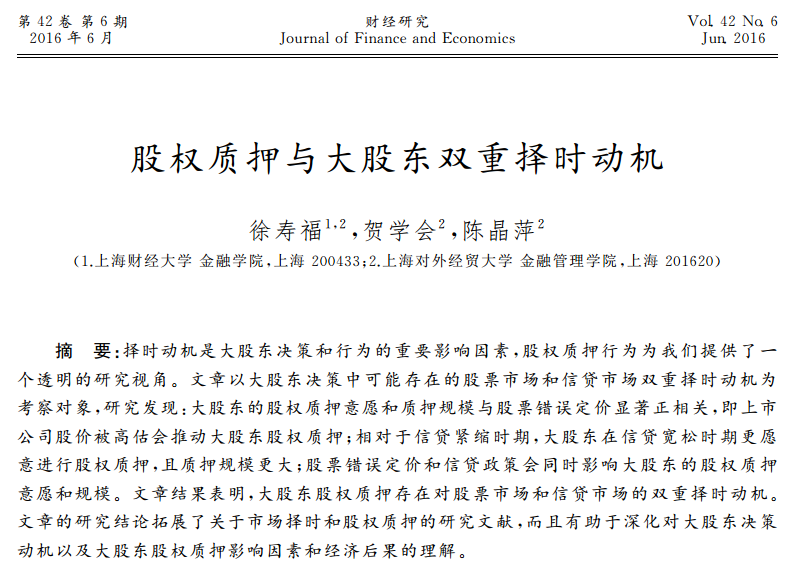 第 42 卷 第 6 期 财经研究 Vol. 42 No. 6
2016 年 6 月 Journal of Finance and Economics Jun. 2016
股权质押与大股东双重择时动机
徐寿福1,2,贺学会2,陈晶萍2
(1.上海财经大学 金融学院,上海 200433;2.上海对外经贸大学 金融管理学院,上海 201620)
摘 要:择时动机是大股东决策和行为的重要影响因素,股权质押行为为我们提供了一
个透明的研究视角。文章以大股东决策中可能存在的股票市场和信贷市场双重择时动机为
考察对象,研究发现:大股东的股权质押意愿和质押规模与股票错误定价显著正相关,即上市
公司股价被高估会推动大股东股权质押;相对于信贷紧缩时期,大股东在信贷宽松时期更愿
意进行股权质押,且质押规模更大;股票错误定价和信贷政策会同时影响大股东的股权质押
意愿和规模。文章结果表明,大股东股权质押存在对股票市场和信贷市场的双重择时动机。
文章的研究结论拓展了关于市场择时和股权质押的研究文献,而且有助于深化对大股东决策
动机以及大股东股权质押影响因素和经济后果的理解。